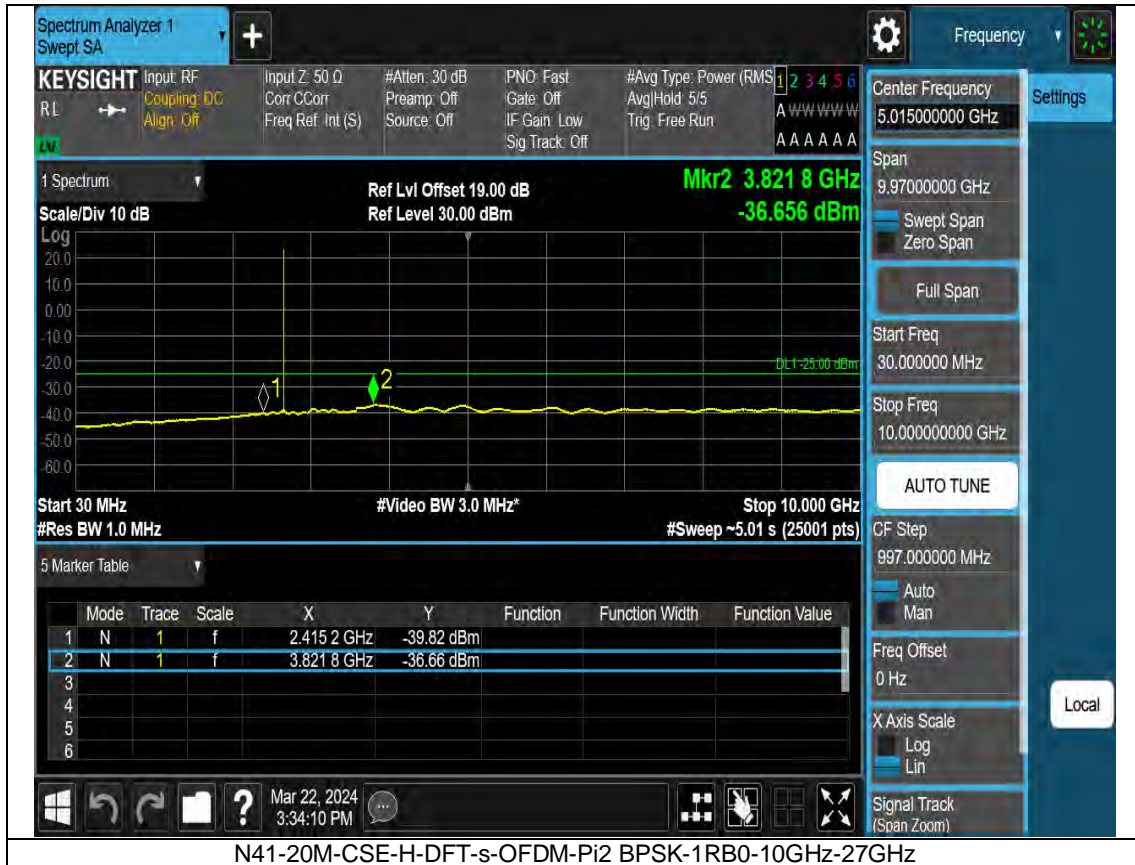 Spectrum Analyzer 1
Swept SA
+
Frequency
KEYSIGHT
RL
Input: RF
Coupling: DC
Align: Off
Input Z: 50 Ω
Corr CCorr
Freq Ref: Int (S)
#Atten: 30 dB
Preamp: Off
Source: Off
PNO: Fast
Gate: Off
IF Gain: Low
Sig Track: Off
#Avg Type: Power (RMS
Avg|Hold: 5/5
Trig: Free Run
1 2 3 4 5 6
A W W W W W
A A A A A A
1 Spectrum
Scale/Div 10 dB
Ref Lvl Offset 19.00 dB
Ref Level 30.00 dBm
Mkr2 3.821 8 GHz
-36.656 dBm
Log
20.0
10.0
0.00
-10.0
-20.0
-30.0
-40.0
-50.0
-60.0
DL1 -25.00 dBm
1
2
Start 30 MHz
#Video BW 3.0 MHz*
Stop 10.000 GHz
#Res BW 1.0 MHz
#Sweep ~5.01 s (25001 pts)
5 Marker Table
Mode Trace Scale X Y Function Function Width Function Value
1 N 1 f 2.415 2 GHz -39.82 dBm
2 N 1 f 3.821 8 GHz -36.66 dBm
3
4
5
6
Mar 22, 2024
3:34:10 PM
?
Center Frequency
5.015000000 GHz
Settings
Span
9.97000000 GHz
Swept Span
Zero Span
Full Span
Start Freq
30.000000 MHz
Stop Freq
10.000000000 GHz
AUTO TUNE
CF Step
997.000000 MHz
Auto
Man
Freq Offset
0 Hz
X Axis Scale
Log
Lin
Signal Track
(Span Zoom)
Local
N41-20M-CSE-H-DFT-s-OFDM-Pi2 BPSK-1RB0-10GHz-27GHz